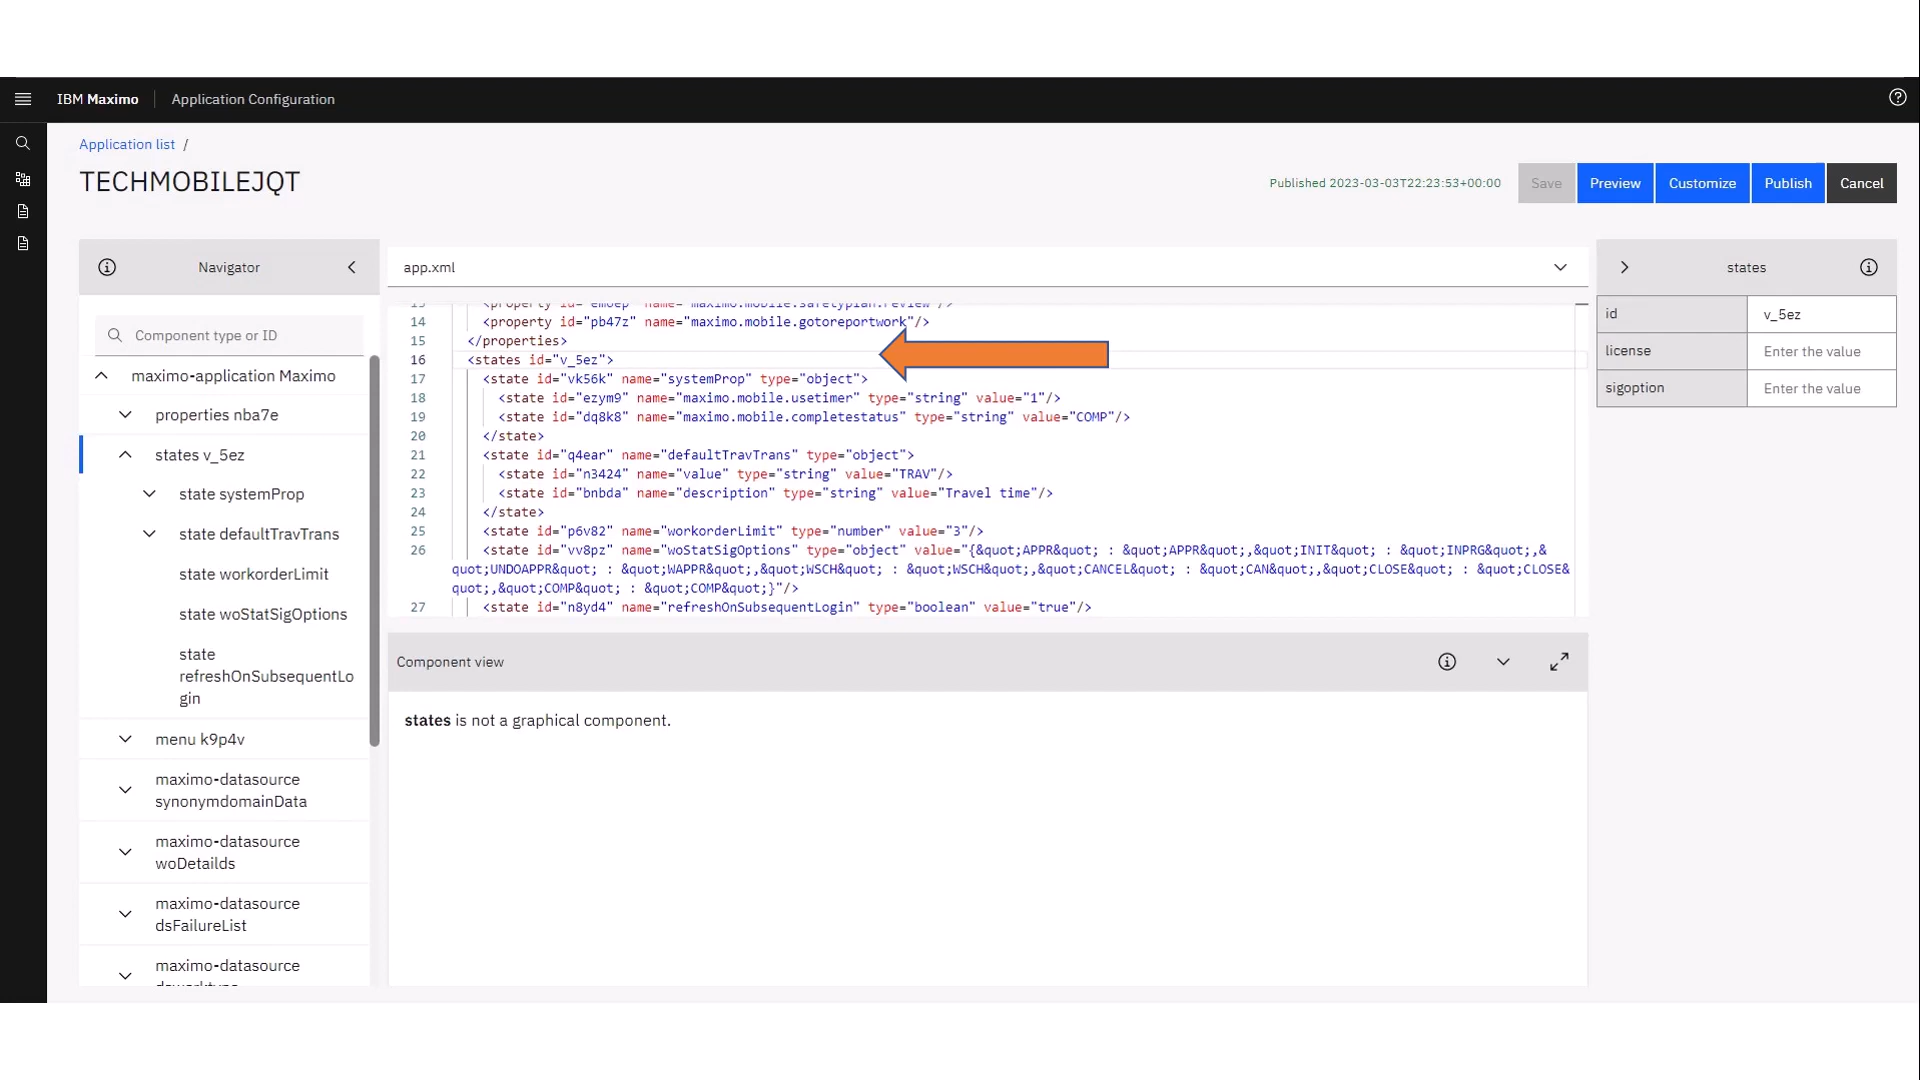 IBM Maximo
Application Configuration
Application list /
TECHMOBILEJQT
Published 2023-03-03T22:23:53+00:00
Save
Preview
Customize
Publish
Cancel
Navigator
Component type or ID
maximo-application Maximo
properties nba7e
states v_5ez
state systemProp
state defaultTravTrans
state workorderLimit
state woStatSigOptions
state
refreshOnSubsequentLo
gin
menu k9p4v
maximo-datasource
synonymdomainData
maximo-datasource
woDetailds
maximo-datasource
dsFailureList
maximo-datasource
app.xml
14 <property id="pb47z" name="maximo.mobile.gotoreportwork"/>
15 </properties>
16 <states id="v_5ez">
17 <state id="vk56k" name="systemProp" type="object">
18 <state id="ezym9" name="maximo.mobile.usetimer" type="string" value="1"/>
19 <state id="dq8k8" name="maximo.mobile.completestatus" type="string" value="COMP"/>
20 </state>
21 <state id="q4ear" name="defaultTravTrans" type="object">
22 <state id="n3424" name="value" type="string" value="TRAV"/>
23 <state id="bnbda" name="description" type="string" value="Travel time"/>
24 </state>
25 <state id="p6v82" name="workorderLimit" type="number" value="3"/>
26 <state id="vv8pz" name="woStatSigOptions" type="object" value="{&quot;APPR&quot; : &quot;APPR&quot;,&quot;INIT&quot; : &quot;INPRG&quot;,&
quot;UNDOAPPR&quot; : &quot;WAPPR&quot;,&quot;WSCH&quot; : &quot;WSCH&quot;,&quot;CANCEL&quot; : &quot;CAN&quot;,&quot;CLOSE&quot; : &quot;CLOSE&
quot;,&quot;COMP&quot; : &quot;COMP&quot;}"/>
27 <state id="n8yd4" name="refreshOnSubsequentLogin" type="boolean" value="true"/>
Component view
states is not a graphical component.
states
id v_5ez
license Enter the value
sigoption Enter the value